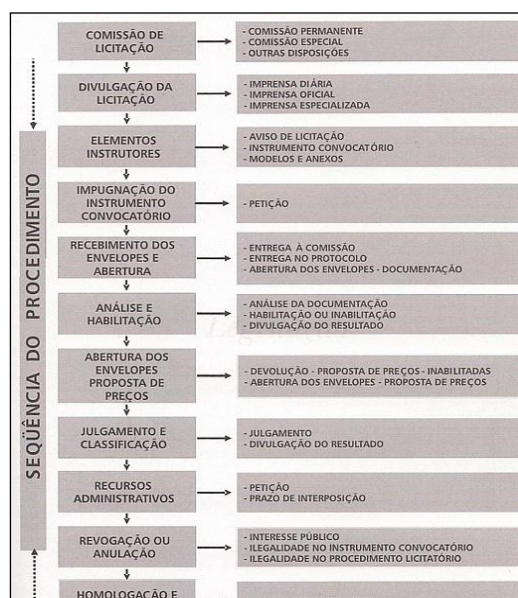 SEQÜÊNCIA DO PROCEDIMENTO
COMISSÃO DE
LICITAÇÃO
- COMISSÃO PERMANENTE
- COMISSÃO ESPECIAL
- OUTRAS DISPOSIÇÕES
DIVULGAÇÃO DA
LICITAÇÃO
- IMPRENSA DIÁRIA
- IMPRENSA OFICIAL
- IMPRENSA ESPECIALIZADA
ELEMENTOS
INSTRUTORES
- AVISO DE LICITAÇÃO
- INSTRUMENTO CONVOCATÓRIO
- MODELOS E ANEXOS
IMPUGNAÇÃO DO
INSTRUMENTO
CONVOCATÓRIO
- PETIÇÃO
RECEBIMENTO DOS
ENVELOPES E
ABERTURA
- ENTREGA À COMISSÃO
- ENTREGA NO PROTOCOLO
- ABERTURA DOS ENVELOPES - DOCUMENTAÇÃO
ANÁLISE E
HABILITAÇÃO
- ANÁLISE DA DOCUMENTAÇÃO
- HABILITAÇÃO OU INABILITAÇÃO
- DIVULGAÇÃO DO RESULTADO
ABERTURA DOS
ENVELOPES
PROPOSTA DE
PREÇOS
- DEVOLUÇÃO - PROPOSTA DE PREÇOS - INABILITADAS
- ABERTURA DOS ENVELOPES - PROPOSTA DE PREÇOS
JULGAMENTO E
CLASSIFICAÇÃO
- JULGAMENTO
- DIVULGAÇÃO DO RESULTADO
RECURSOS
ADMINISTRATIVOS
- PETIÇÃO
- PRAZO DE INTERPOSIÇÃO
REVOGAÇÃO OU
ANULAÇÃO
- INTERESSE PÚBLICO
- ILEGALIDADE NO INSTRUMENTO CONVOCATÓRIO
- ILEGALIDADE NO PROCEDIMENTO LICITATÓRIO
HOMOLOGAÇÃO E